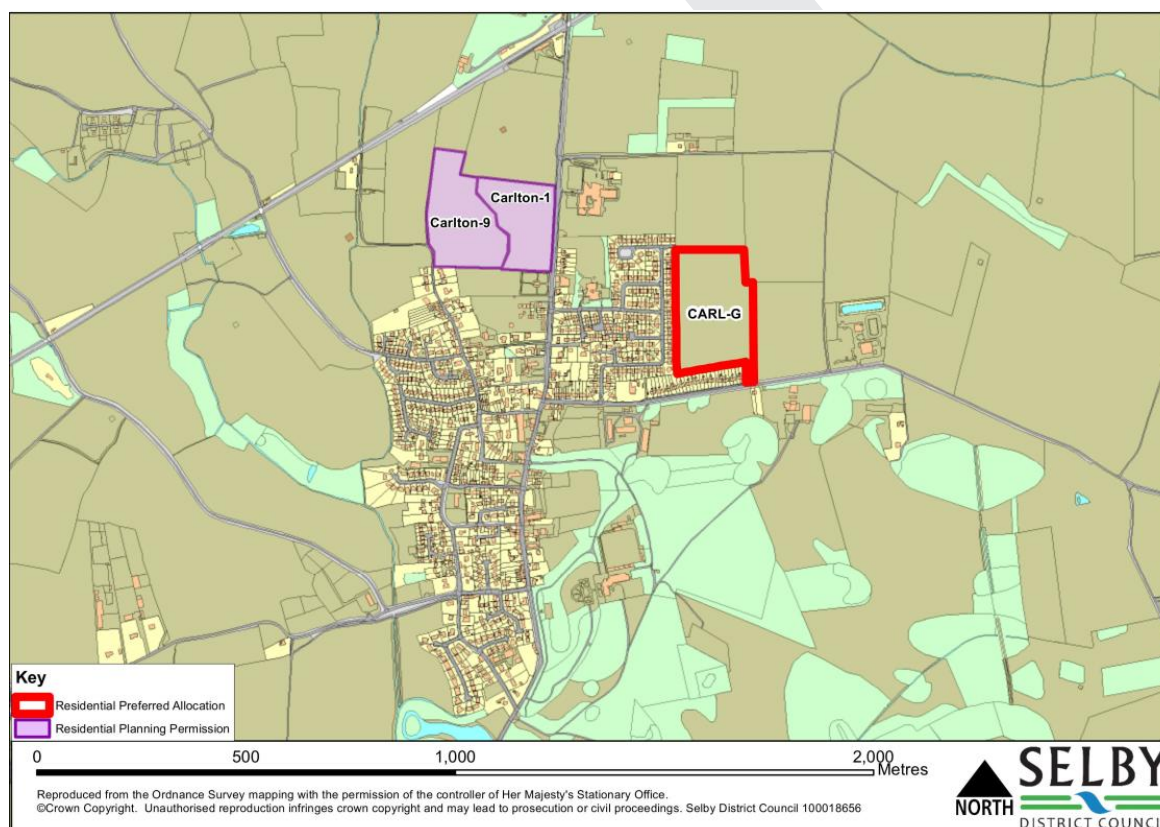 Carlton-1
Carlton-9
CARL-G
Key
Residential Preferred Allocation
Residential Planning Permission
0 500 1,000 2,000
Metres
Reproduced from the Ordnance Survey mapping with the permission of the controller of Her Majesty's Stationary Office.
©Crown Copyright. Unauthorised reproduction infringes crown copyright and may lead to prosecution or civil proceedings. Selby District Council 100018656
NORTH
SELBY
DISTRICT COUNCIL